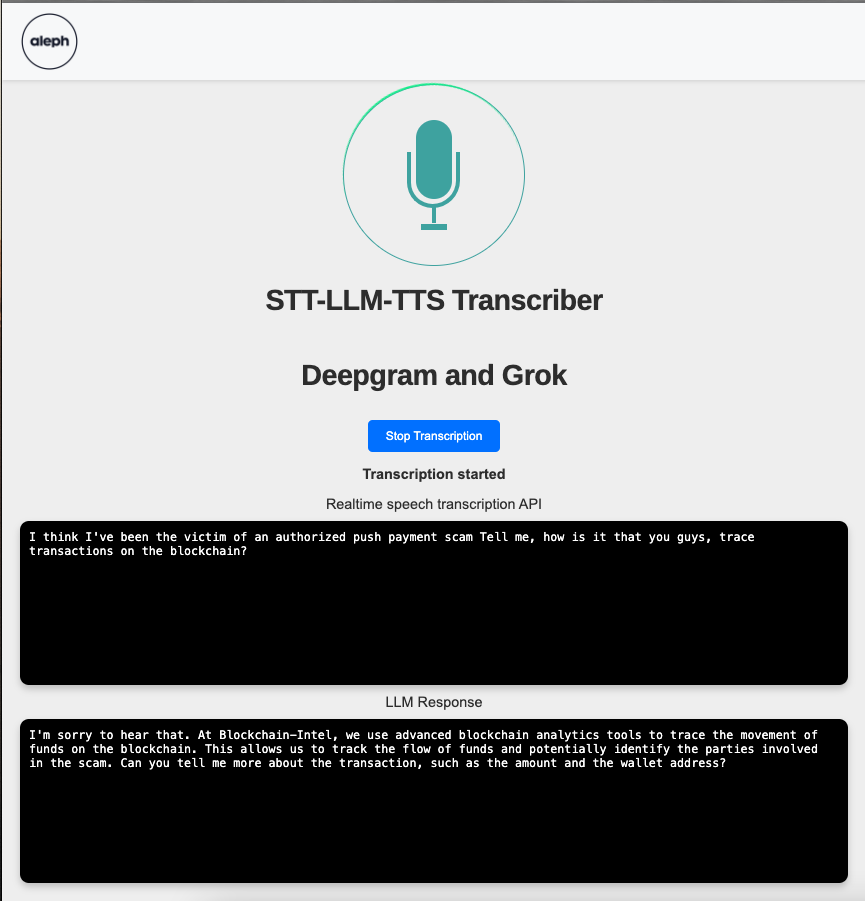 aleph
STT-LLM-TTS Transcriber
Deepgram and Grok
Stop Transcription
Transcription started
Realtime speech transcription API
I think I've been the victim of an authorized push payment scam Tell me, how is it that you guys, trace
transactions on the blockchain?
LLM Response
I'm sorry to hear that. At Blockchain-Intel, we use advanced blockchain analytics tools to trace the movement of
funds on the blockchain. This allows us to track the flow of funds and potentially identify the parties involved
in the scam. Can you tell me more about the transaction, such as the amount and the wallet address?